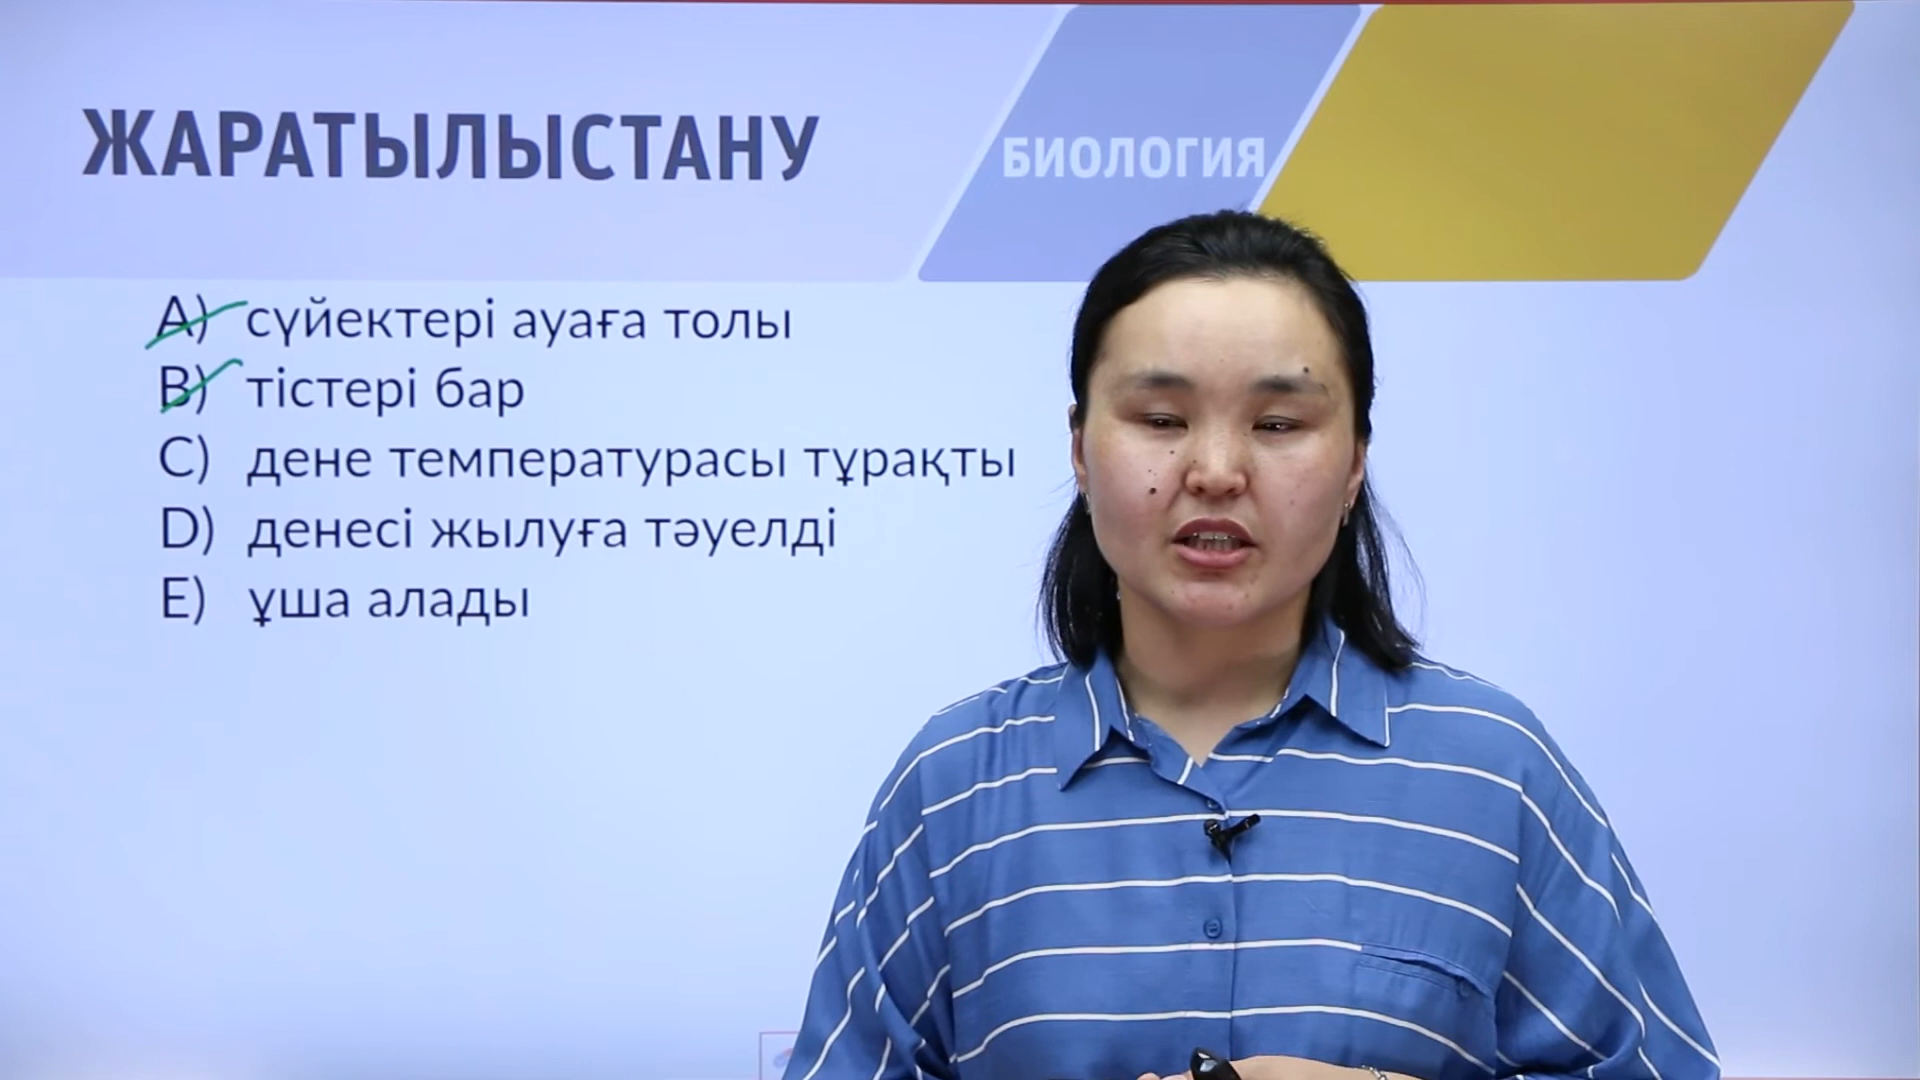 ЖАРАТЫЛЫСТАНУ
БИОЛОГИЯ
A) сүйектері ауаға толы
B) тістері бар
C) дене температурасы тұрақты
D) денесі жылуға тәуелді
E) ұша алады